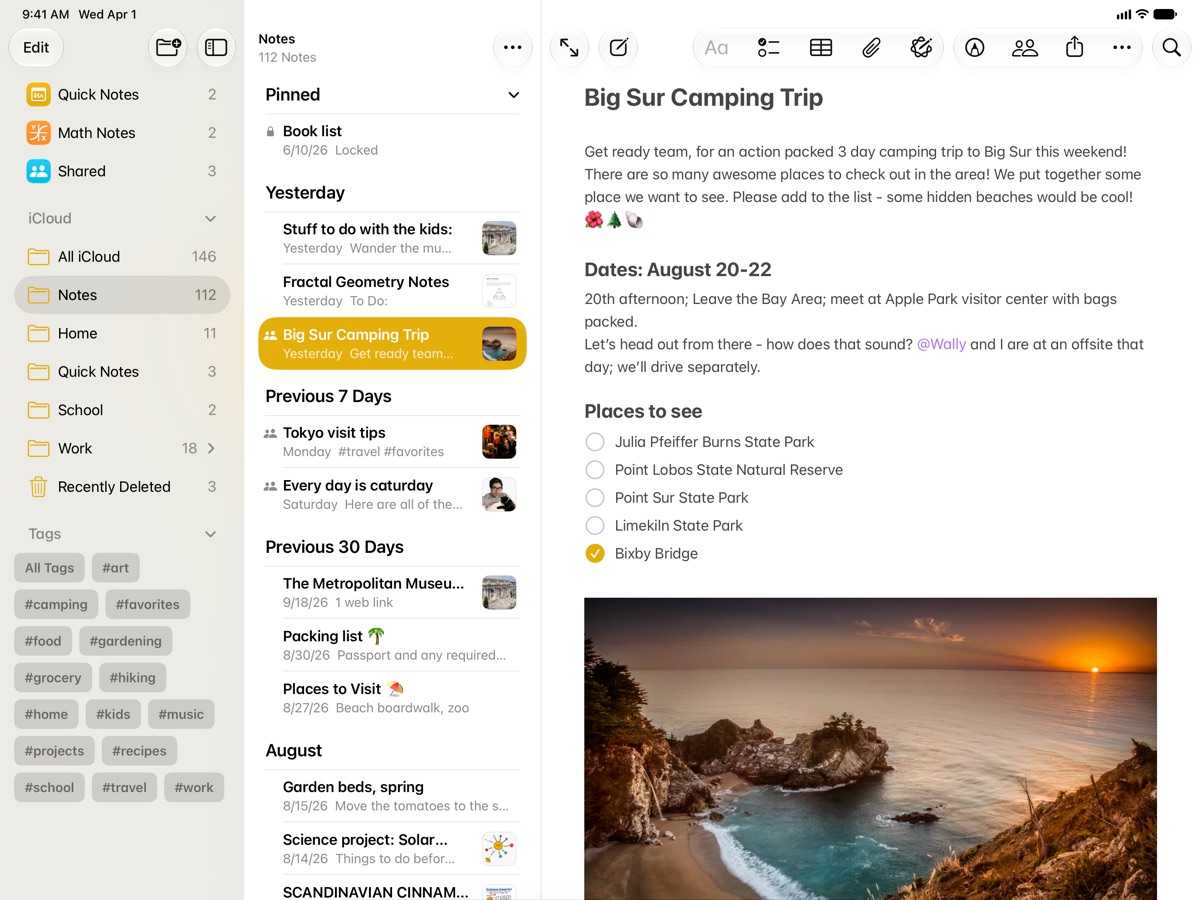 9:41 AM Wed Apr 1
Edit
Quick Notes 2
Math Notes 2
Shared 3
iCloud
All iCloud 146
Notes 112
Home 11
Quick Notes 3
School 2
Work 18
Recently Deleted 3
Tags
All Tags #art
#camping #favorites
#food #gardening
#grocery #hiking
#home #kids #music
#projects #recipes
#school #travel #work
Notes
112 Notes
Pinned
Book list
6/10/26 Locked
Yesterday
Stuff to do with the kids:
Yesterday Wander the mu...
Fractal Geometry Notes
Yesterday To Do:
Big Sur Camping Trip
Yesterday Get ready team...
Previous 7 Days
Tokyo visit tips
Monday #travel #favorites
Every day is caturday
Saturday Here are all of the...
Previous 30 Days
The Metropolitan Museu...
9/18/26 1 web link
Packing list 🌴
8/30/26 Passport and any required...
Places to Visit ⛱️
8/27/26 Beach boardwalk, zoo
August
Garden beds, spring
8/15/26 Move the tomatoes to the s...
Science project: Solar...
8/14/26 Things to do befor...
SCANDINAVIAN CINNAM...
Aa
Big Sur Camping Trip
Get ready team, for an action packed 3 day camping trip to Big Sur this weekend!
There are so many awesome places to check out in the area! We put together some
place we want to see. Please add to the list - some hidden beaches would be cool!
🌺🌲🐚
Dates: August 20-22
20th afternoon; Leave the Bay Area; meet at Apple Park visitor center with bags
packed.
Let’s head out from there - how does that sound? @Wally and I are at an offsite that
day; we’ll drive separately.
Places to see
Julia Pfeiffer Burns State Park
Point Lobos State Natural Reserve
Point Sur State Park
Limekiln State Park
Bixby Bridge